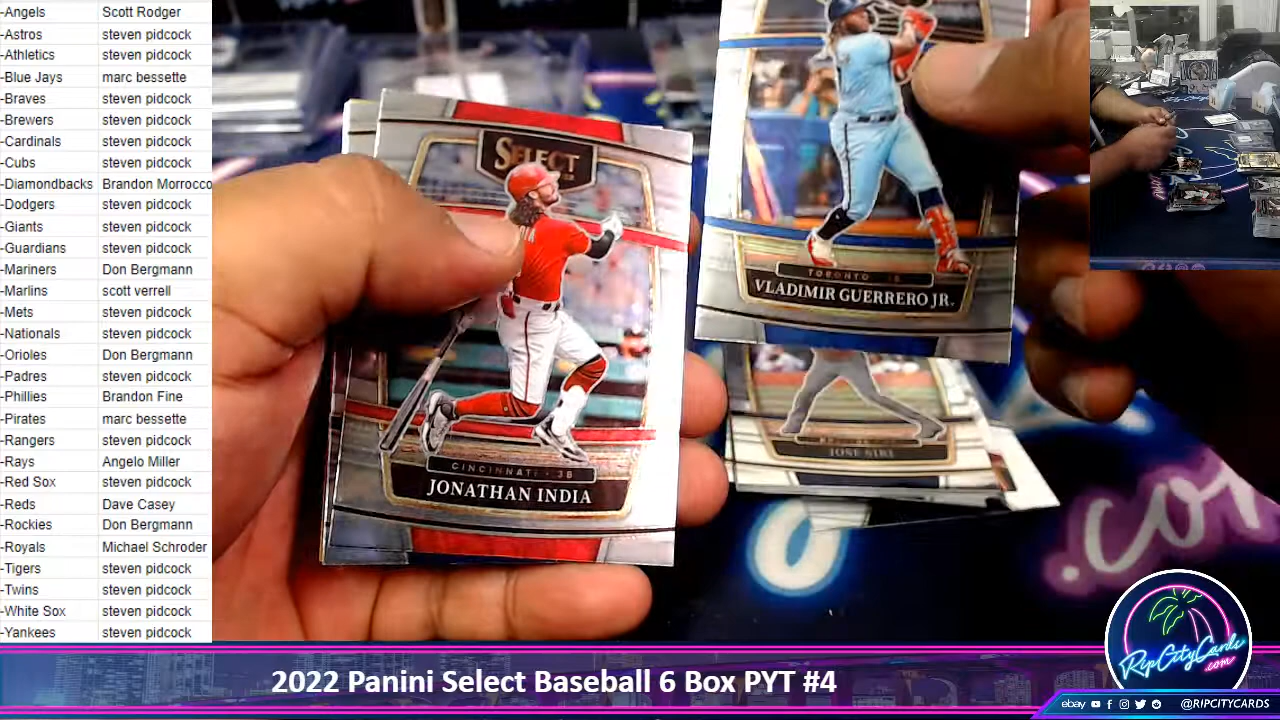 -Angels Scott Rodger
-Astros steven pidcock
-Athletics steven pidcock
-Blue Jays marc bessette
-Braves steven pidcock
-Brewers steven pidcock
-Cardinals steven pidcock
-Cubs steven pidcock
-Diamondbacks Brandon Morrocco
-Dodgers steven pidcock
-Giants steven pidcock
-Guardians steven pidcock
-Mariners Don Bergmann
-Marlins scott verrell
-Mets steven pidcock
-Nationals steven pidcock
-Orioles Don Bergmann
-Padres steven pidcock
-Phillies Brandon Fine
-Pirates marc bessette
-Rangers steven pidcock
-Rays Angelo Miller
-Red Sox steven pidcock
-Reds Dave Casey
-Rockies Don Bergmann
-Royals Michael Schroder
-Tigers steven pidcock
-Twins steven pidcock
-White Sox steven pidcock
-Yankees steven pidcock
SELECT
CINCINNATI · 3B
JONATHAN INDIA
TORONTO
VLADIMIR GUERRERO JR.
JOSE SIRI
.com
RipCityCards
.com
2022 Panini Select Baseball 6 Box PYT #4
ebay @RIPCITYCARDS